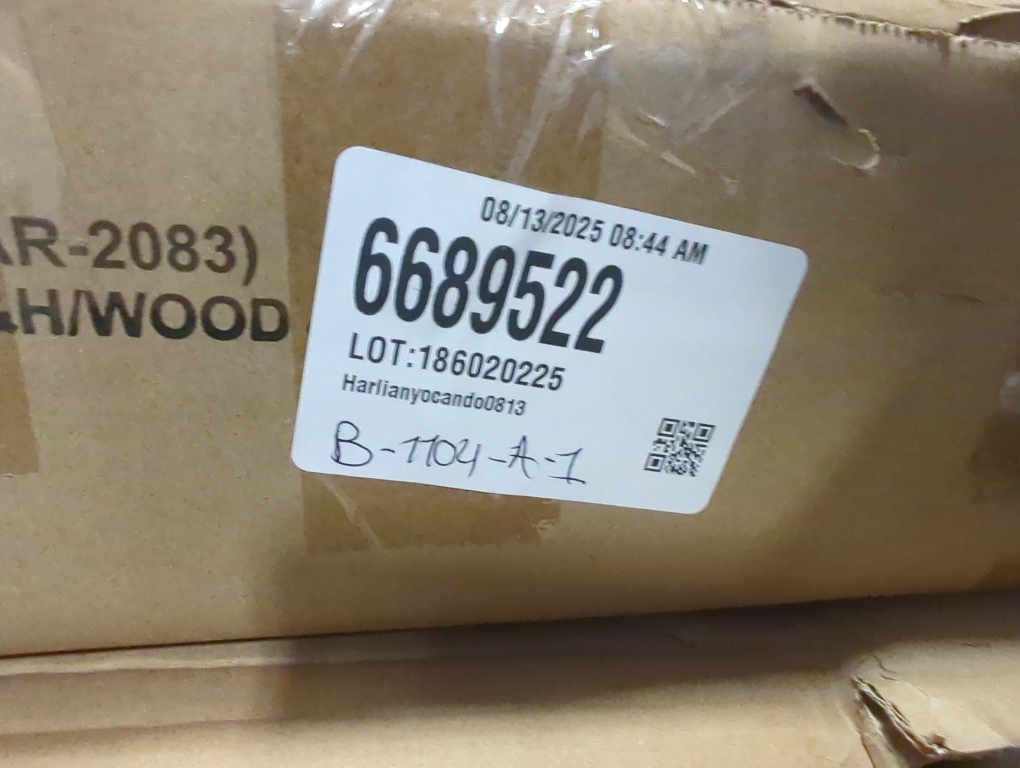 AR-2083)
&H/WOOD
08/13/2025 08:44 AM
6689522
LOT:186020225
Harlianyocando0813
B-1104-A-1